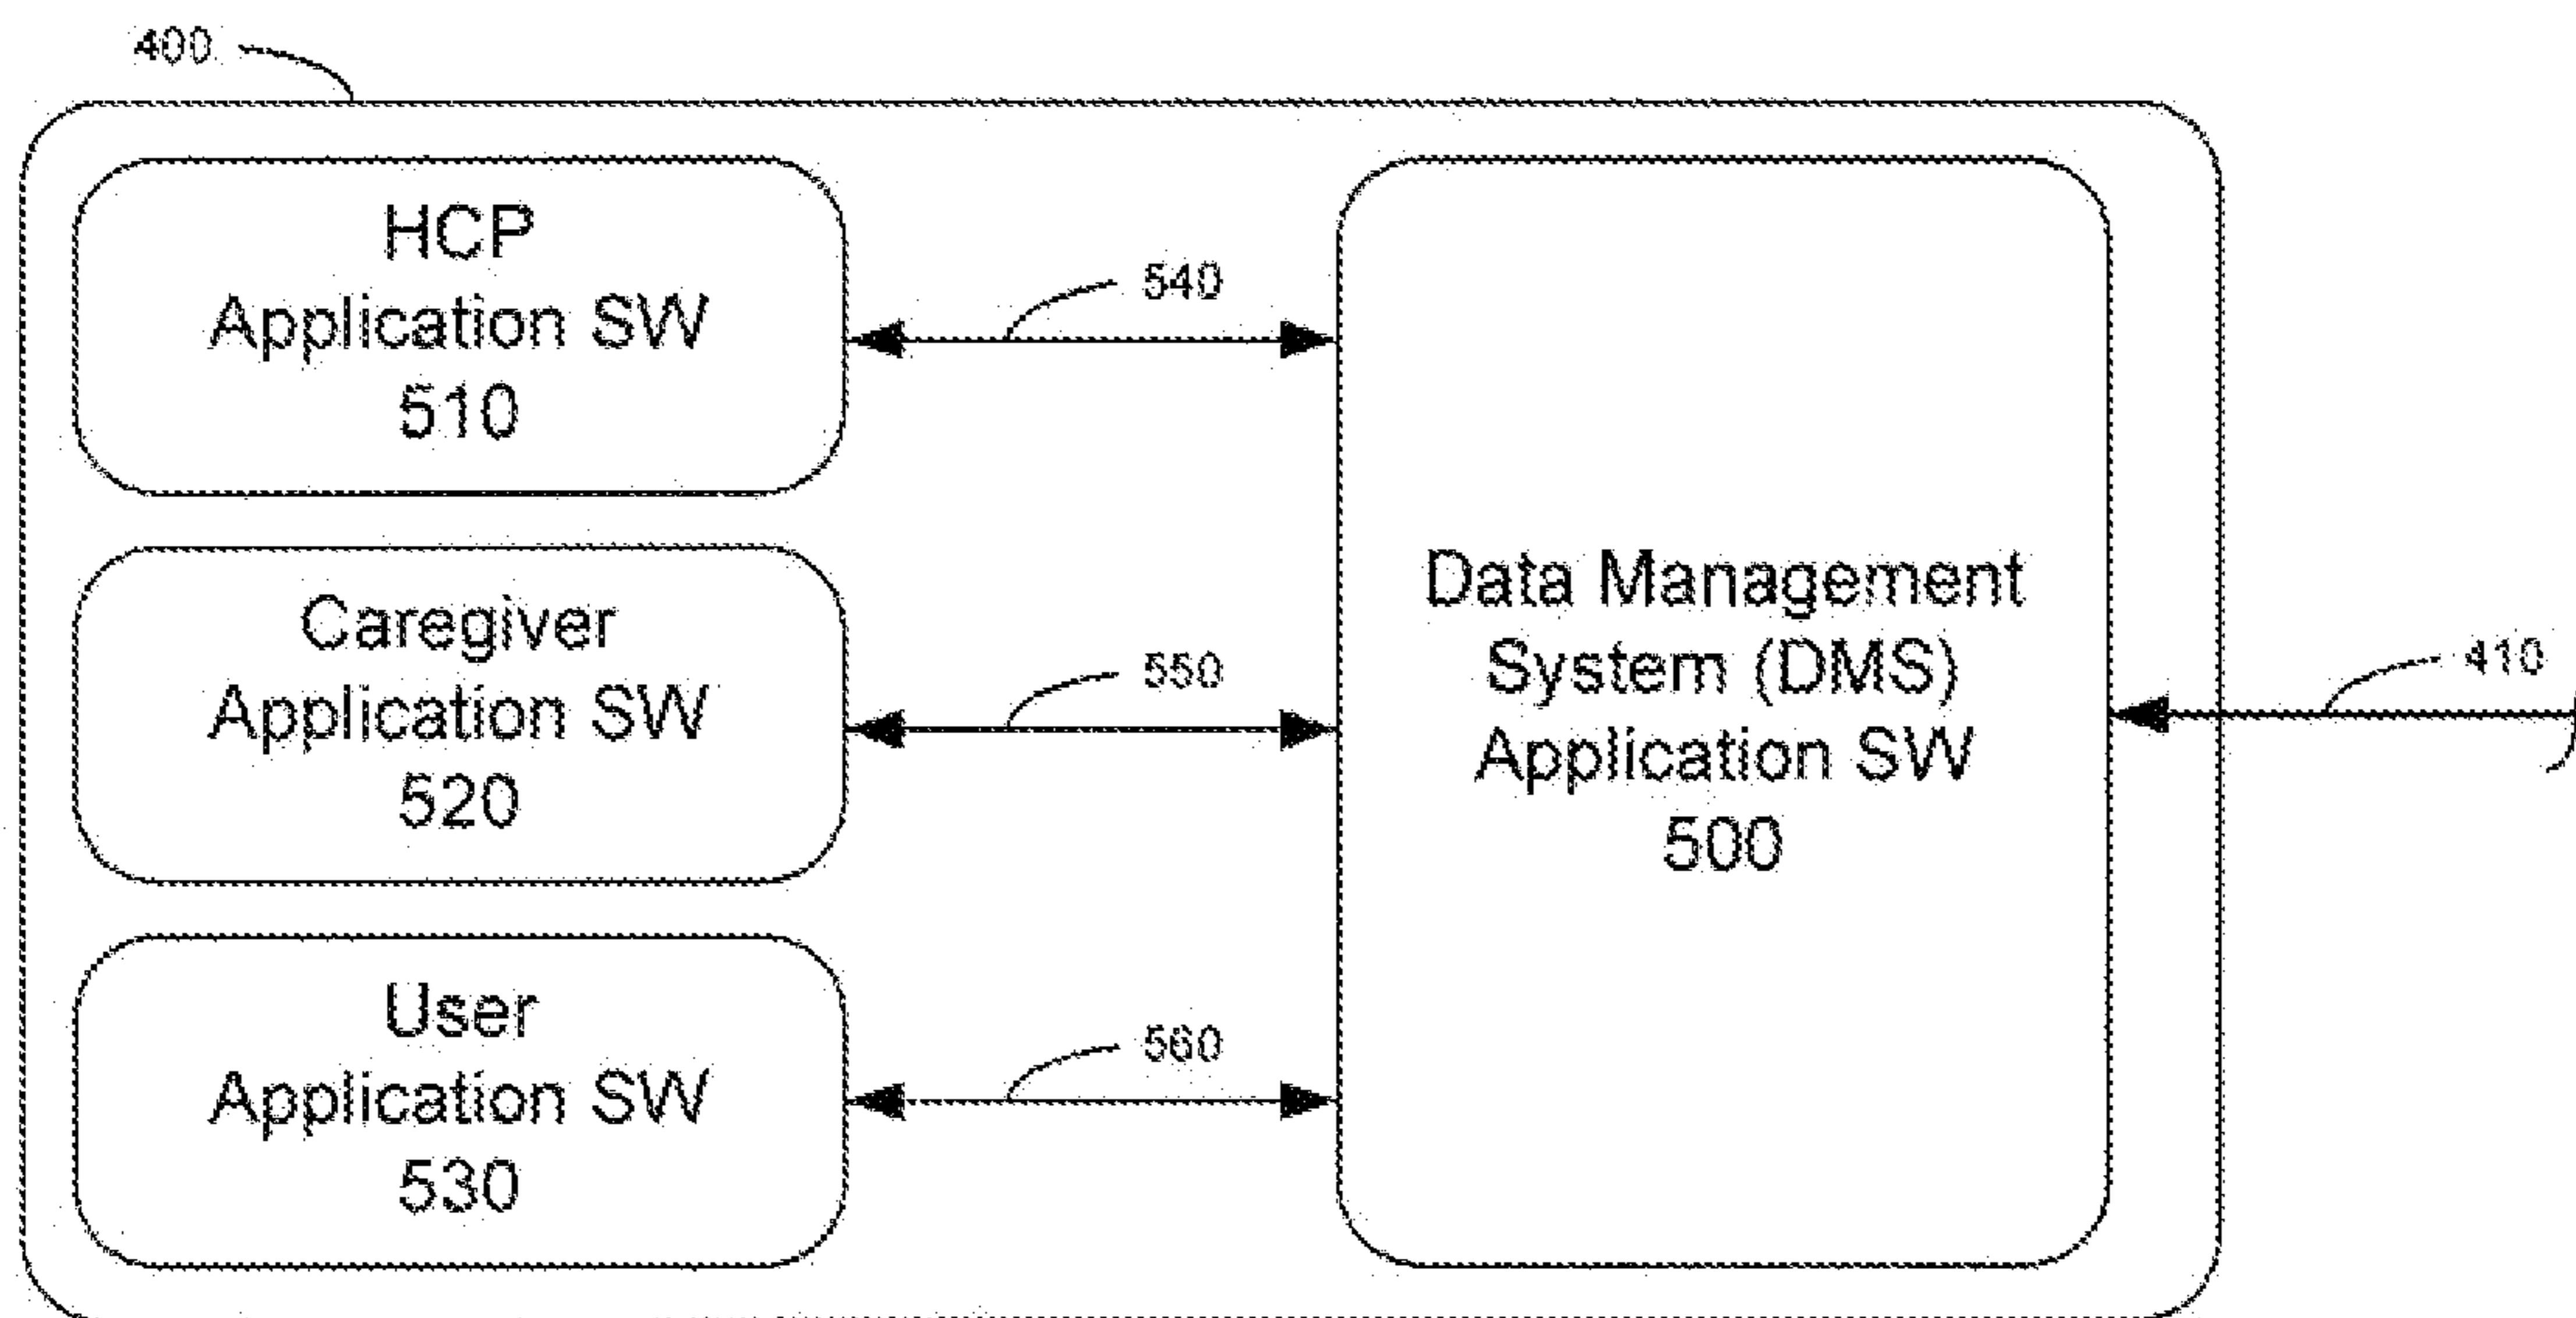 400
HCP
Application SW
510
540
Caregiver
Application SW
520
550
User
Application SW
530
560
Data Management
System (DMS)
Application SW
500
410